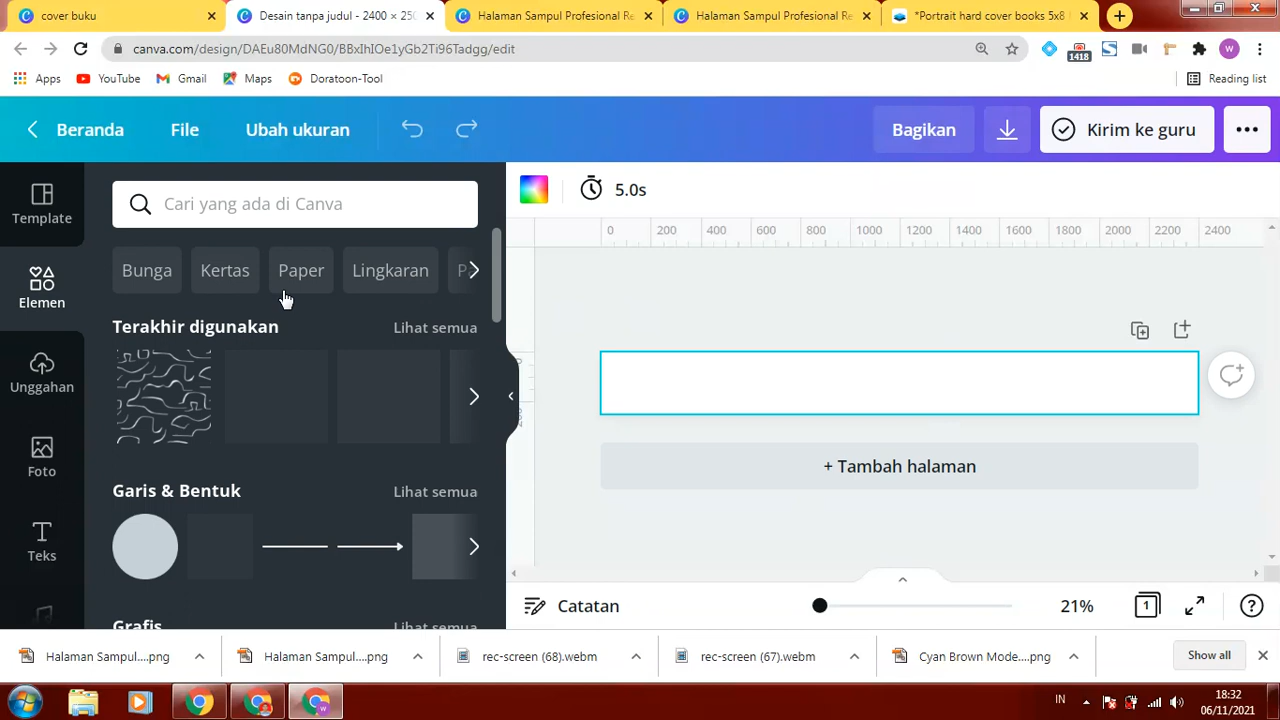 cover buku
Desain tanpa judul - 2400 × 250
Halaman Sampul Profesional Re
Halaman Sampul Profesional Re
*Portrait hard cover books 5x8
canva.com/design/DAEu80MdNG0/BBxIhIOe1yGb2Ti96Tadgg/edit
1418
W
Apps
YouTube
Gmail
Maps
Doratoon-Tool
Reading list
Beranda
File
Ubah ukuran
Bagikan
Kirim ke guru
Template
Elemen
Unggahan
Foto
Teks
Cari yang ada di Canva
Bunga
Kertas
Paper
Lingkaran
Terakhir digunakan
Lihat semua
Garis & Bentuk
Lihat semua
Grafis
Lihat semua
5.0s
0 200 400 600 800 1000 1200 1400 1600 1800 2000 2200 2400
+ Tambah halaman
Catatan
21%
1
Halaman Sampul....png
Halaman Sampul....png
rec-screen (68).webm
rec-screen (67).webm
Cyan Brown Mode....png
Show all
IN
18:32
06/11/2021